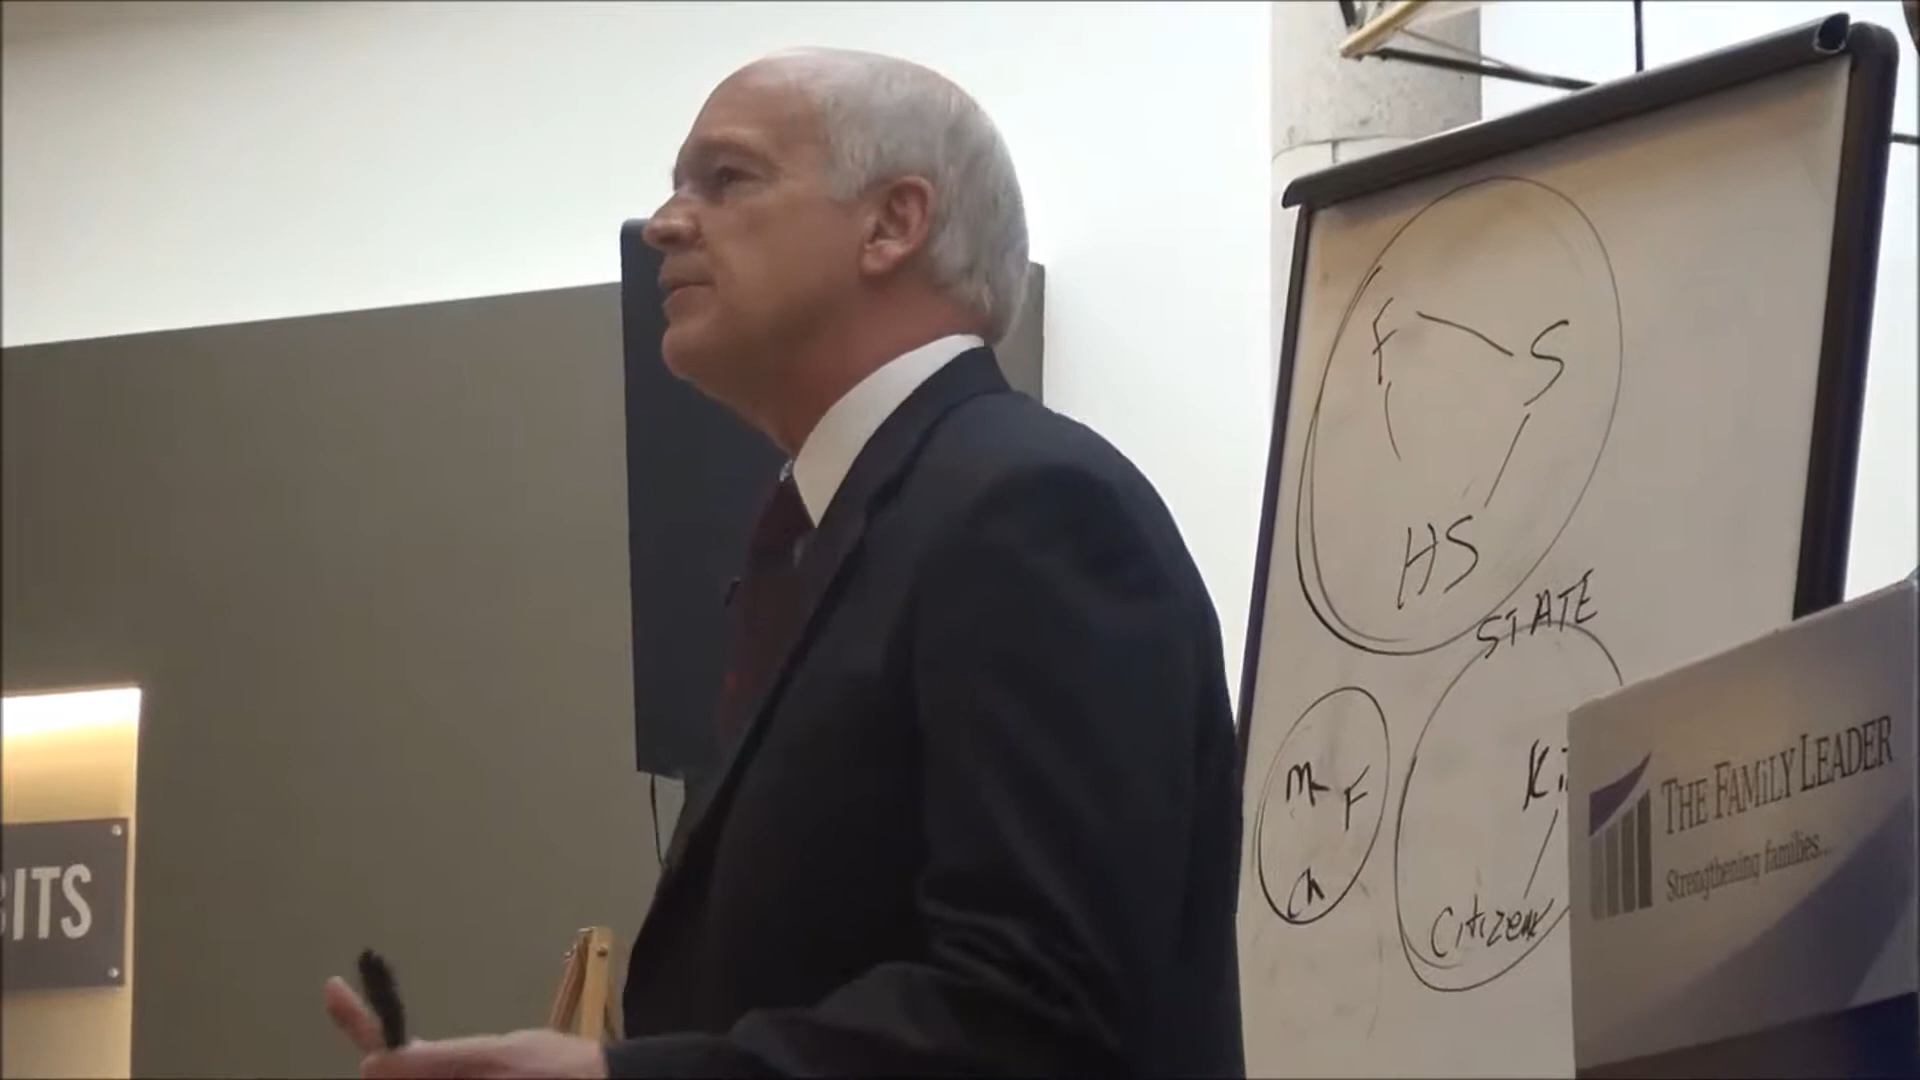 F S
HS
STATE
M F
Ch
Ki
Citizen
THE FAMiLY LEADER
Strengthening families...
ITS